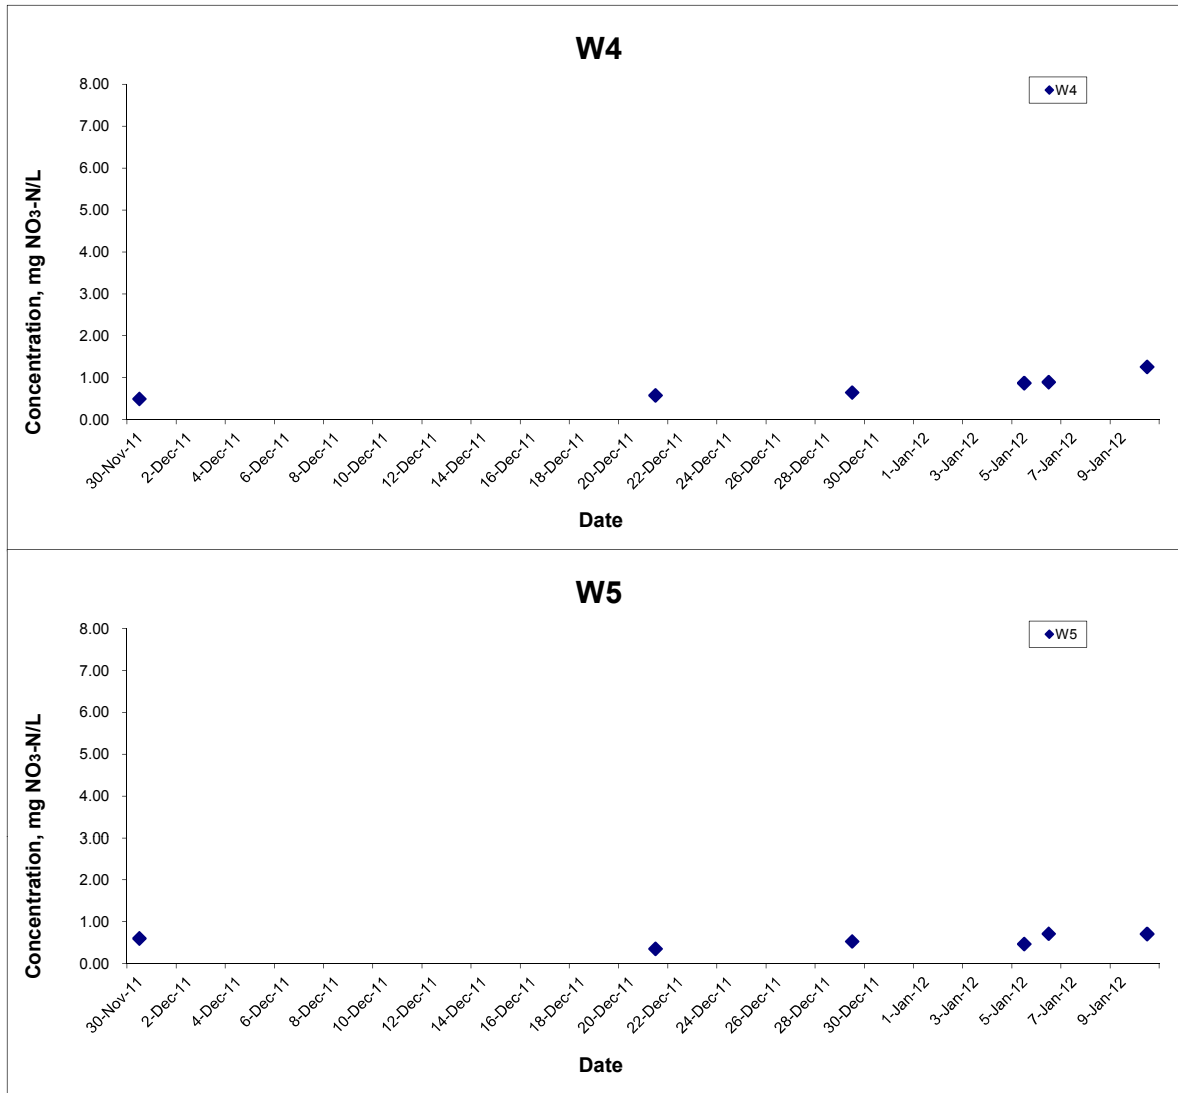 W4
W4
8.00
7.00
6.00
5.00
4.00
3.00
2.00
1.00
0.00
Concentration, mg NO3-N/L
30-Nov-11
2-Dec-11
4-Dec-11
6-Dec-11
8-Dec-11
10-Dec-11
12-Dec-11
14-Dec-11
16-Dec-11
18-Dec-11
20-Dec-11
22-Dec-11
24-Dec-11
26-Dec-11
28-Dec-11
30-Dec-11
1-Jan-12
3-Jan-12
5-Jan-12
7-Jan-12
9-Jan-12
Date
W5
W5
8.00
7.00
6.00
5.00
4.00
3.00
2.00
1.00
0.00
Concentration, mg NO3-N/L
30-Nov-11
2-Dec-11
4-Dec-11
6-Dec-11
8-Dec-11
10-Dec-11
12-Dec-11
14-Dec-11
16-Dec-11
18-Dec-11
20-Dec-11
22-Dec-11
24-Dec-11
26-Dec-11
28-Dec-11
30-Dec-11
1-Jan-12
3-Jan-12
5-Jan-12
7-Jan-12
9-Jan-12
Date